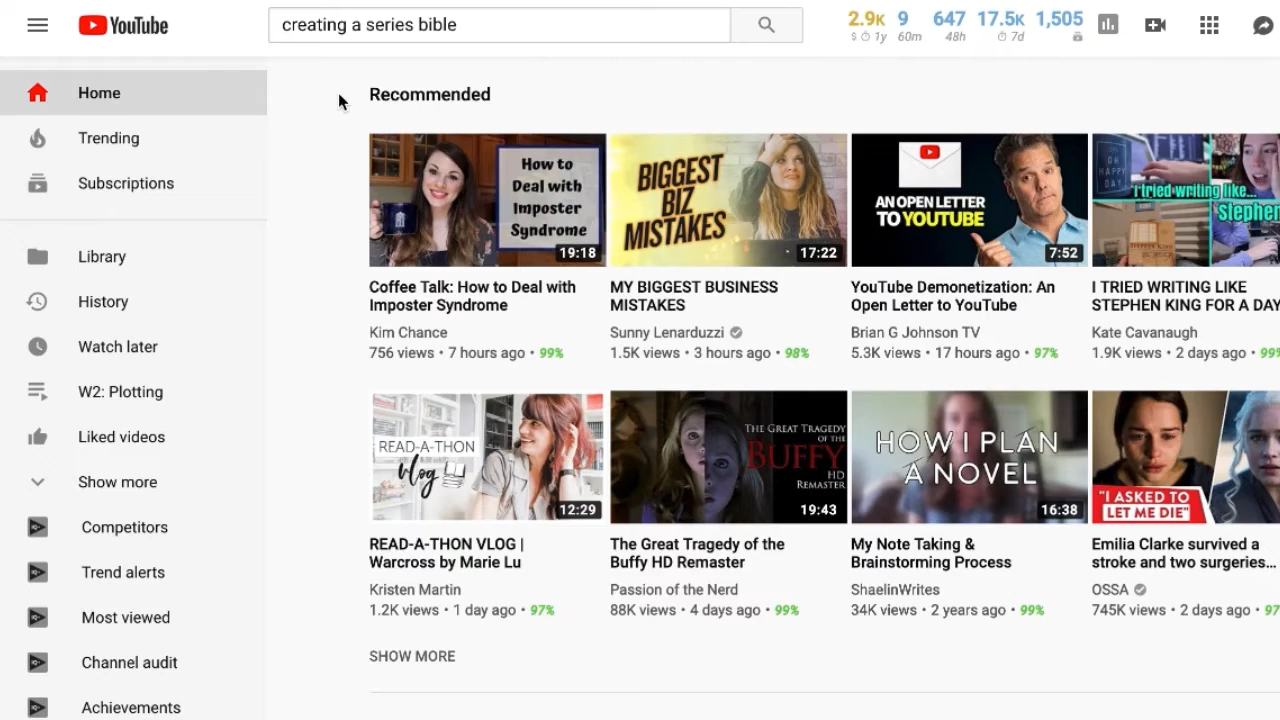 YouTube
creating a series bible
2.9K 9 647 17.5K 1,505
$ 1y 60m 48h 7d
Home
Trending
Subscriptions
Library
History
Watch later
W2: Plotting
Liked videos
Show more
Competitors
Trend alerts
Most viewed
Channel audit
Achievements
Recommended
How to
Deal with
Imposter
Syndrome
19:18
Coffee Talk: How to Deal with
Imposter Syndrome
Kim Chance
756 views • 7 hours ago • 99%
BIGGEST
BIZ
MISTAKES
17:22
MY BIGGEST BUSINESS
MISTAKES
Sunny Lenarduzzi
1.5K views • 3 hours ago • 98%
AN OPEN LETTER
TO YOUTUBE
7:52
YouTube Demonetization: An
Open Letter to YouTube
Brian G Johnson TV
5.3K views • 17 hours ago • 97%
OH
HAPPY
DAY
"I tried writing like...
Stephen
I TRIED WRITING LIKE
STEPHEN KING FOR A DAY
Kate Cavanaugh
1.9K views • 2 days ago • 99%
READ-A-THON
Vlog
12:29
READ-A-THON VLOG |
Warcross by Marie Lu
Kristen Martin
1.2K views • 1 day ago • 97%
THE GREAT TRAGEDY
OF THE
BUFFY
HD
REMASTER
19:43
The Great Tragedy of the
Buffy HD Remaster
Passion of the Nerd
88K views • 4 days ago • 99%
HOW I PLAN
A NOVEL
16:38
My Note Taking &
Brainstorming Process
ShaelinWrites
34K views • 2 years ago • 99%
"I ASKED TO
LET ME DIE"
Emilia Clarke survived a
stroke and two surgeries...
OSSA
745K views • 2 days ago • 97
SHOW MORE